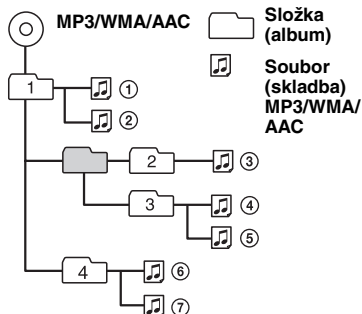 MP3/WMA/AAC
Složka
(album)
Soubor
(skladba)
MP3/WMA/
AAC
1
①
②
2
③
3
④
⑤
4
⑥
⑦